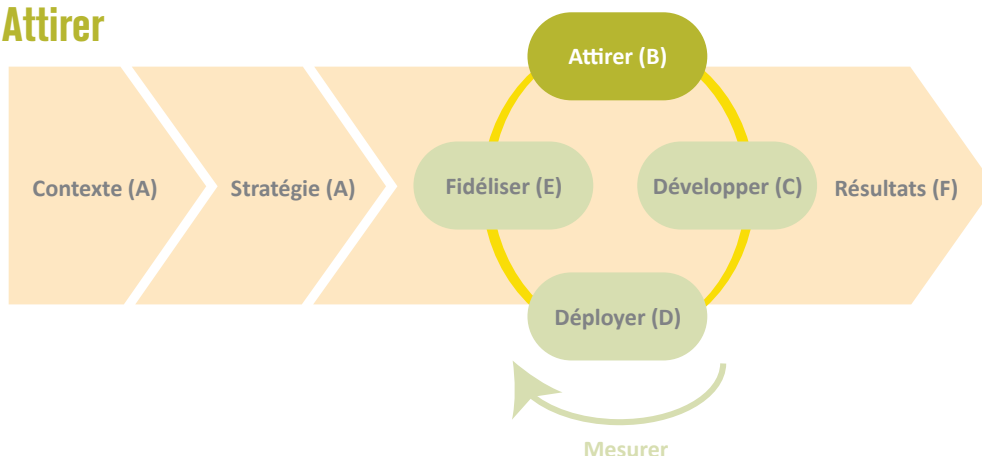 Attirer
Attirer (B)
Contexte (A)
Stratégie (A)
Fidéliser (E)
Développer (C)
Résultats (F)
Déployer (D)
Mesurer